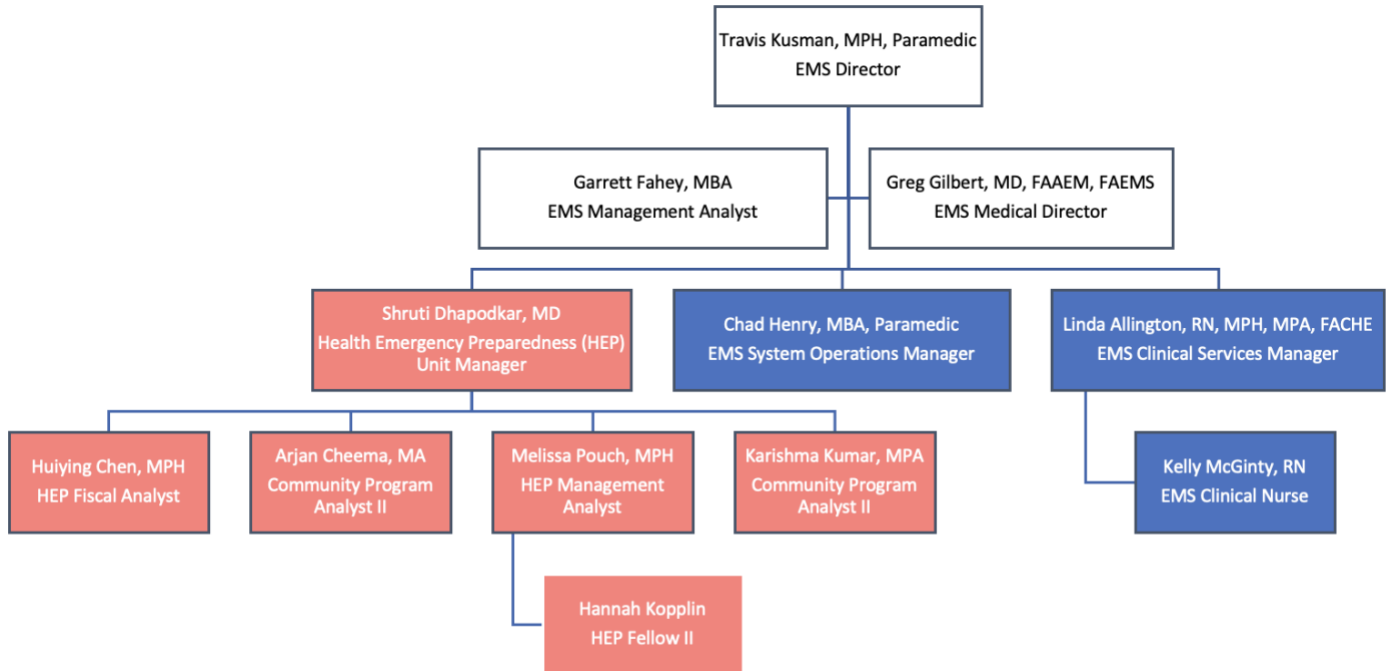 Travis Kusman, MPH, Paramedic
EMS Director
Garrett Fahey, MBA
EMS Management Analyst
Greg Gilbert, MD, FAAEM, FAEMS
EMS Medical Director
Shruti Dhapodkar, MD
Health Emergency Preparedness (HEP)
Unit Manager
Chad Henry, MBA, Paramedic
EMS System Operations Manager
Linda Allington, RN, MPH, MPA, FACHE
EMS Clinical Services Manager
Huiying Chen, MPH
HEP Fiscal Analyst
Arjan Cheema, MA
Community Program
Analyst II
Melissa Pouch, MPH
HEP Management
Analyst
Karishma Kumar, MPA
Community Program
Analyst II
Kelly McGinty, RN
EMS Clinical Nurse
Hannah Kopplin
HEP Fellow II